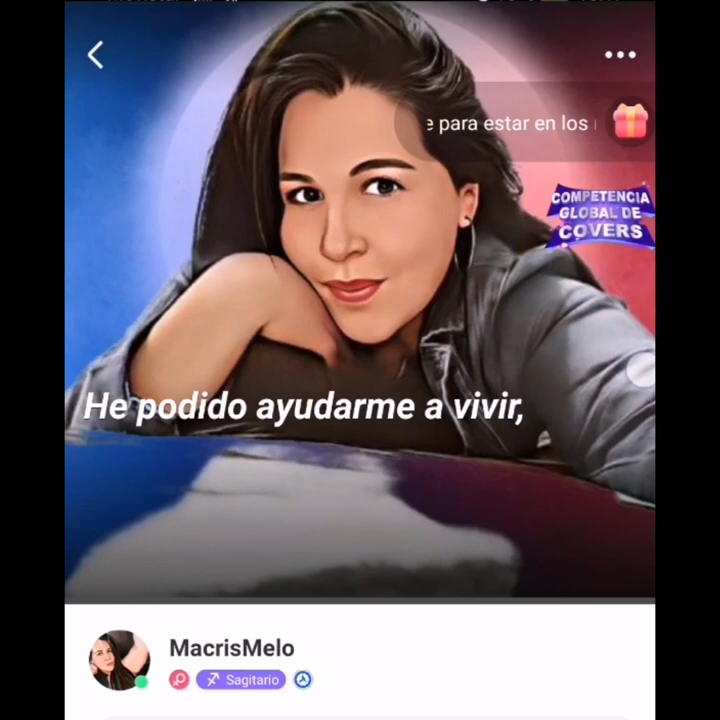 para estar en los
COMPETENCIA
GLOBAL DE
COVERS
He podido ayudarme a vivir,
MacrisMelo
Sagitario